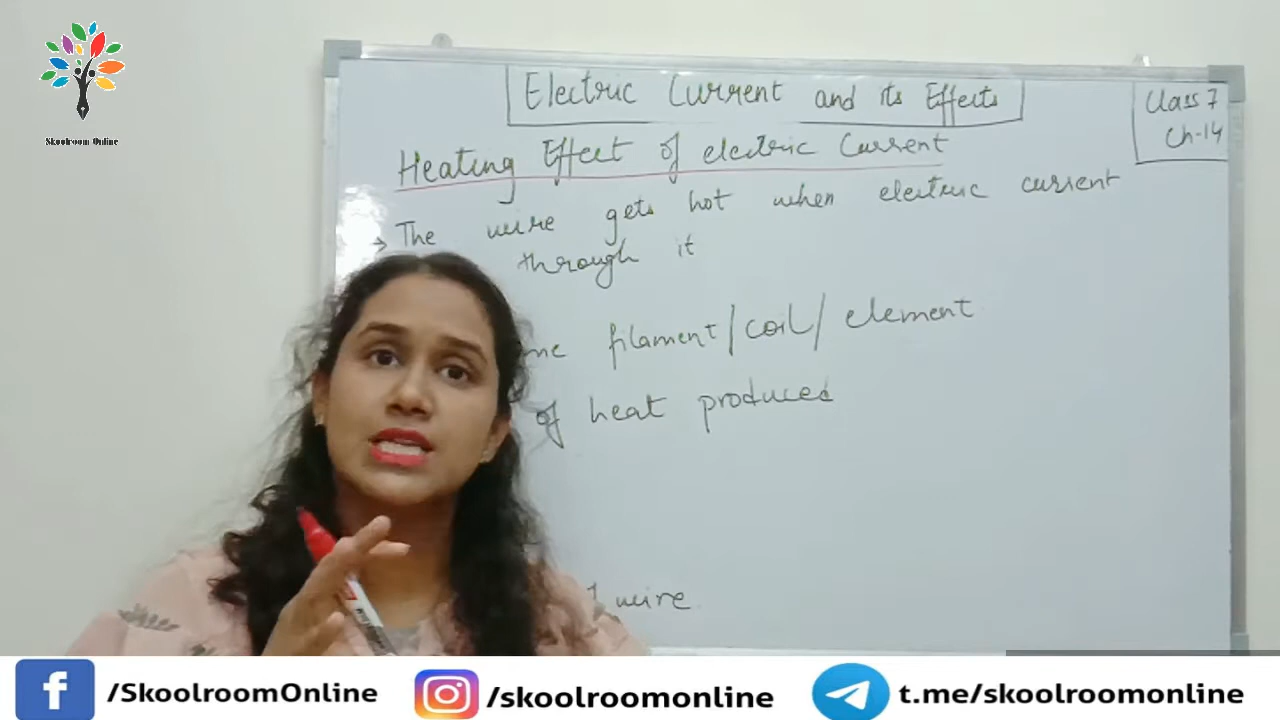 Skoolroom Online
Electric Current and its Effects
Class 7
Ch-14
Heating Effect of electric Current
→ The wire gets hot when electric current
through it
filament/coil/element
of heat produced
wire
/SkoolroomOnline
/skoolroomonline
t.me/skoolroomonline